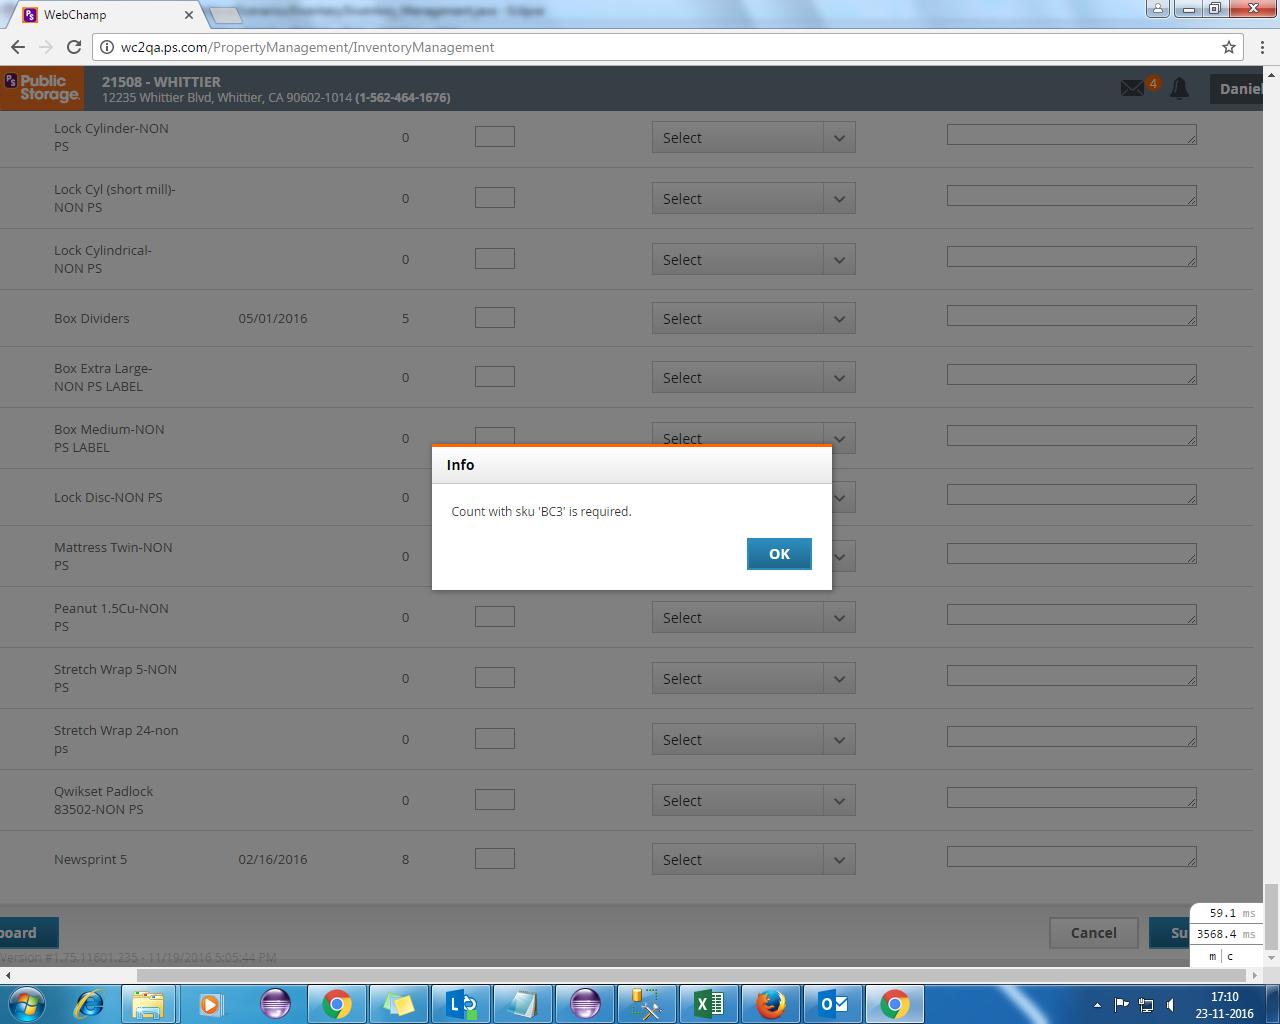 WebChamp
wc2qa.ps.com/PropertyManagement/InventoryManagement
PS Public Storage.
21508 - WHITTIER
12235 Whittier Blvd, Whittier, CA 90602-1014 (1-562-464-1676)
4
Daniel
Lock Cylinder-NON PS 0 Select
Lock Cyl (short mill)-NON PS 0 Select
Lock Cylindrical-NON PS 0 Select
Box Dividers 05/01/2016 5 Select
Box Extra Large-NON PS LABEL 0 Select
Box Medium-NON PS LABEL 0 Select
Lock Disc-NON PS 0
Mattress Twin-NON PS 0
Info
Count with sku 'BC3' is required.
OK
Peanut 1.5Cu-NON PS 0 Select
Stretch Wrap 5-NON PS 0 Select
Stretch Wrap 24-non ps 0 Select
Qwikset Padlock 83502-NON PS 0 Select
Newsprint 5 02/16/2016 8 Select
board
Cancel
Su
Version #1.75.11601.235 - 11/19/2016 5:05:44 PM
59.1 ms
3568.4 ms
m | c
17:10
23-11-2016